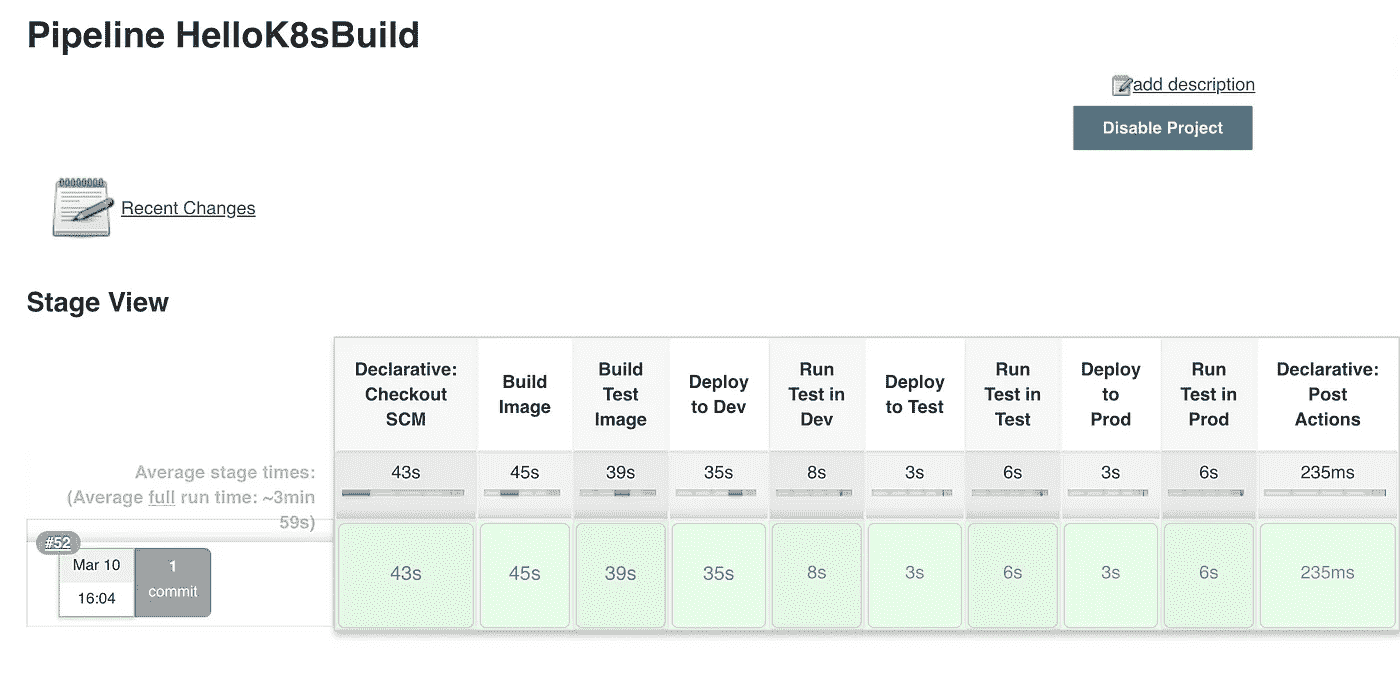 Pipeline HelloK8sBuild
add description
Disable Project
Recent Changes
Stage View
Declarative:
Checkout
SCM
Build
Image
Build
Test
Image
Deploy
to Dev
Run
Test in
Dev
Deploy
to Test
Run
Test in
Test
Deploy
to
Prod
Run
Test in
Prod
Declarative:
Post
Actions
Average stage times:
(Average full run time: ~3min
59s)
43s
45s
39s
35s
8s
3s
6s
3s
6s
235ms
#52
Mar 10
16:04
1
commit
43s
45s
39s
35s
8s
3s
6s
3s
6s
235ms